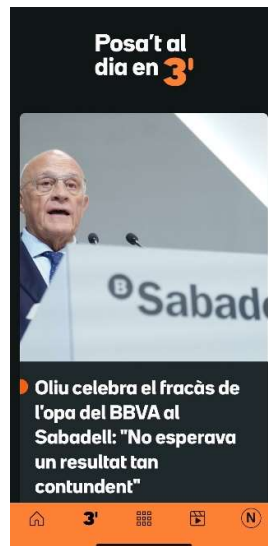 Posa't al
dia en 3'
Sabade
Oliu celebra el fracàs de
l'opa del BBVA al
Sabadell: "No esperava
un resultat tan
contundent"
3'
N